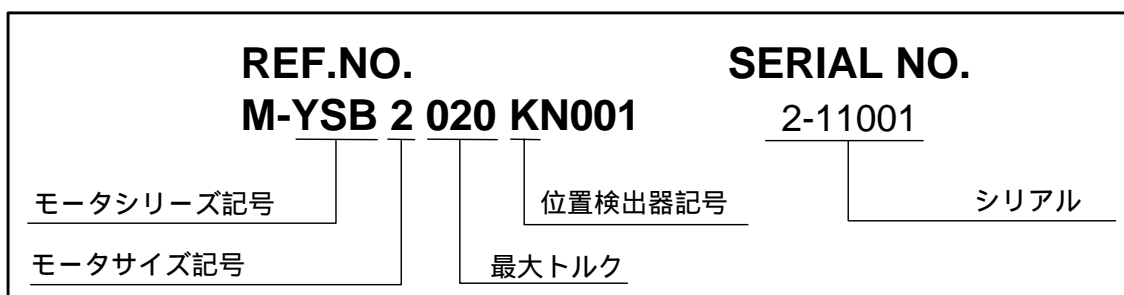 REF.NO. SERIAL NO.
M-YSB 2 020 KN001 2-11001
モータシリーズ記号 位置検出器記号 シリアル
モータサイズ記号 最大トルク